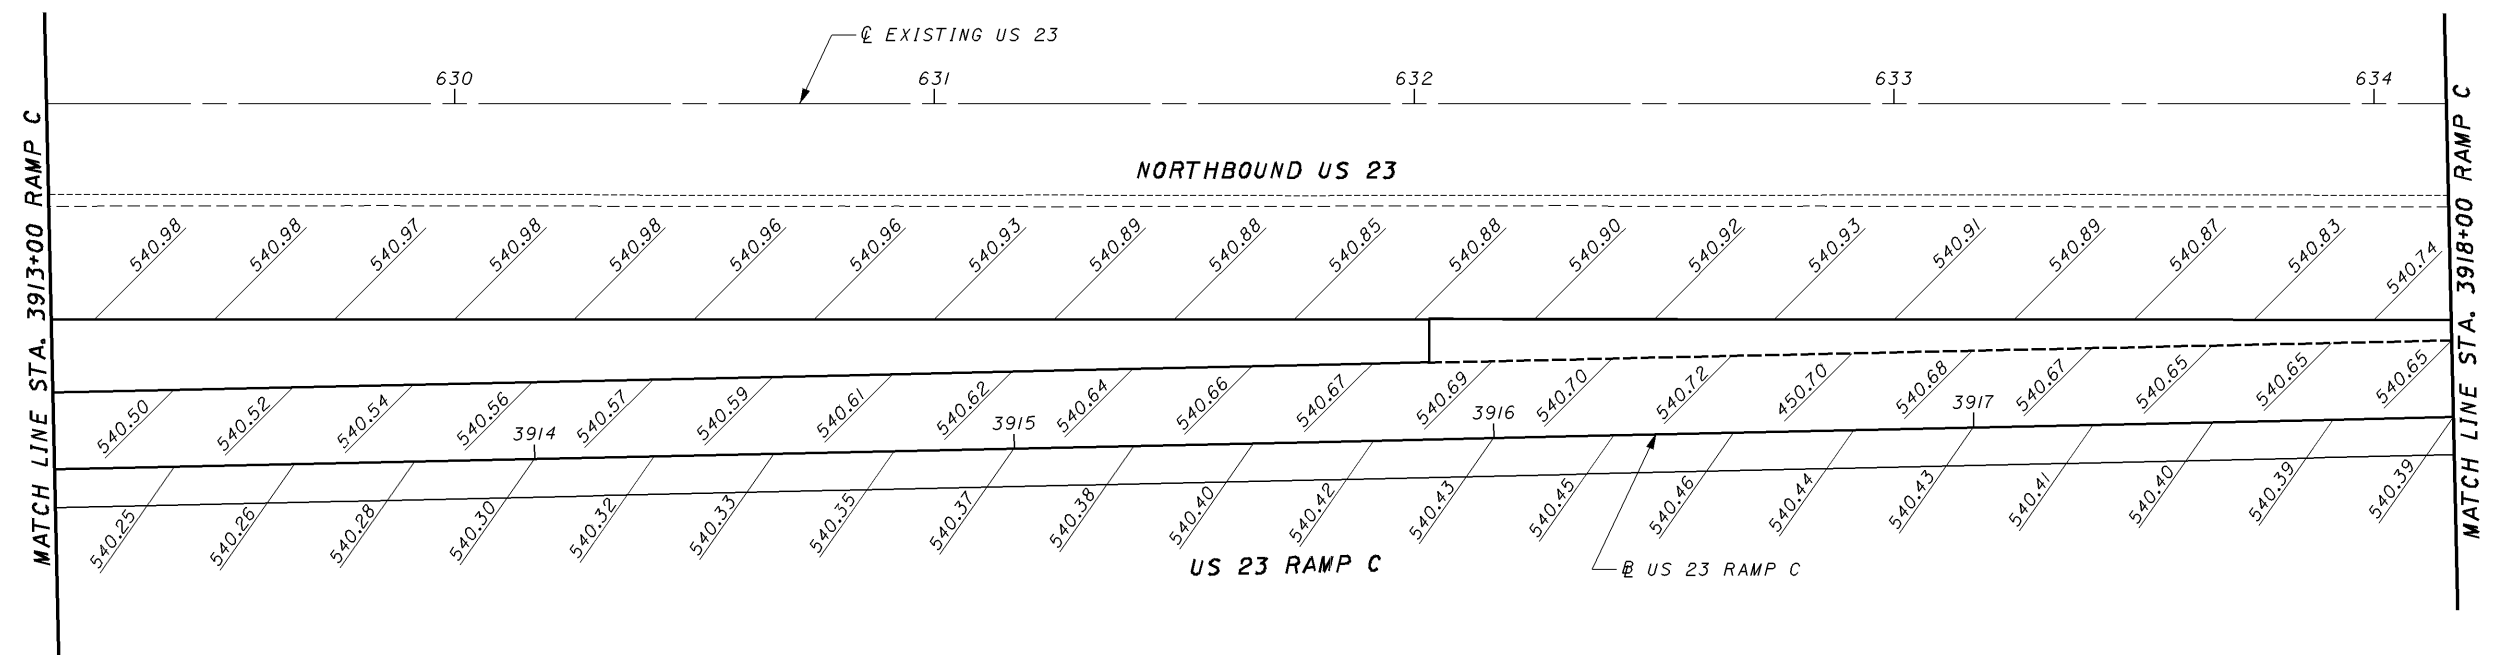 ℄ EXISTING US 23
630 631 632 633 634
NORTHBOUND US 23
MATCH LINE STA. 3913+00 RAMP C
540.98 540.98 540.97 540.98 540.98 540.96 540.96 540.93 540.89 540.88 540.85 540.88 540.90 540.92 540.93 540.91 540.89 540.87 540.83 540.74
540.50 540.52 540.54 540.56 540.57 540.59 540.61 540.62 540.64 540.66 540.67 540.69 540.70 540.72 450.70 540.68 540.67 540.65 540.65 540.65
3914 3915 3916 3917
540.25 540.26 540.28 540.30 540.32 540.33 540.35 540.37 540.38 540.40 540.42 540.43 540.45 540.46 540.44 540.43 540.41 540.40 540.39 540.39
US 23 RAMP C
BL US 23 RAMP C
MATCH LINE STA. 3918+00 RAMP C